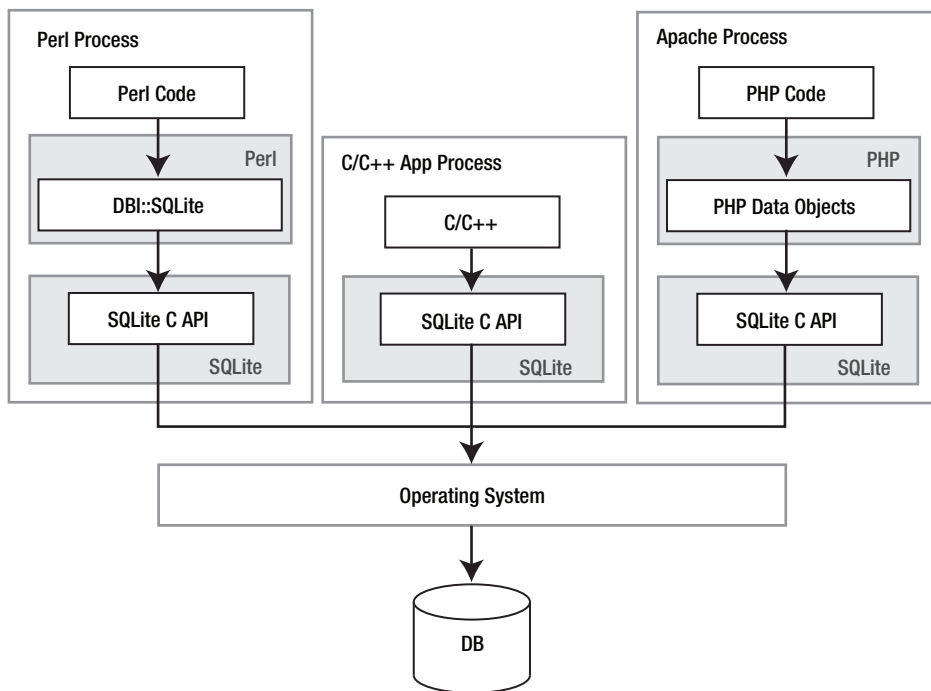 Perl Process
Perl Code
Perl
DBI::SQLite
SQLite C API
SQLite
C/C++ App Process
C/C++
SQLite C API
SQLite
Apache Process
PHP Code
PHP
PHP Data Objects
SQLite C API
SQLite
Operating System
DB